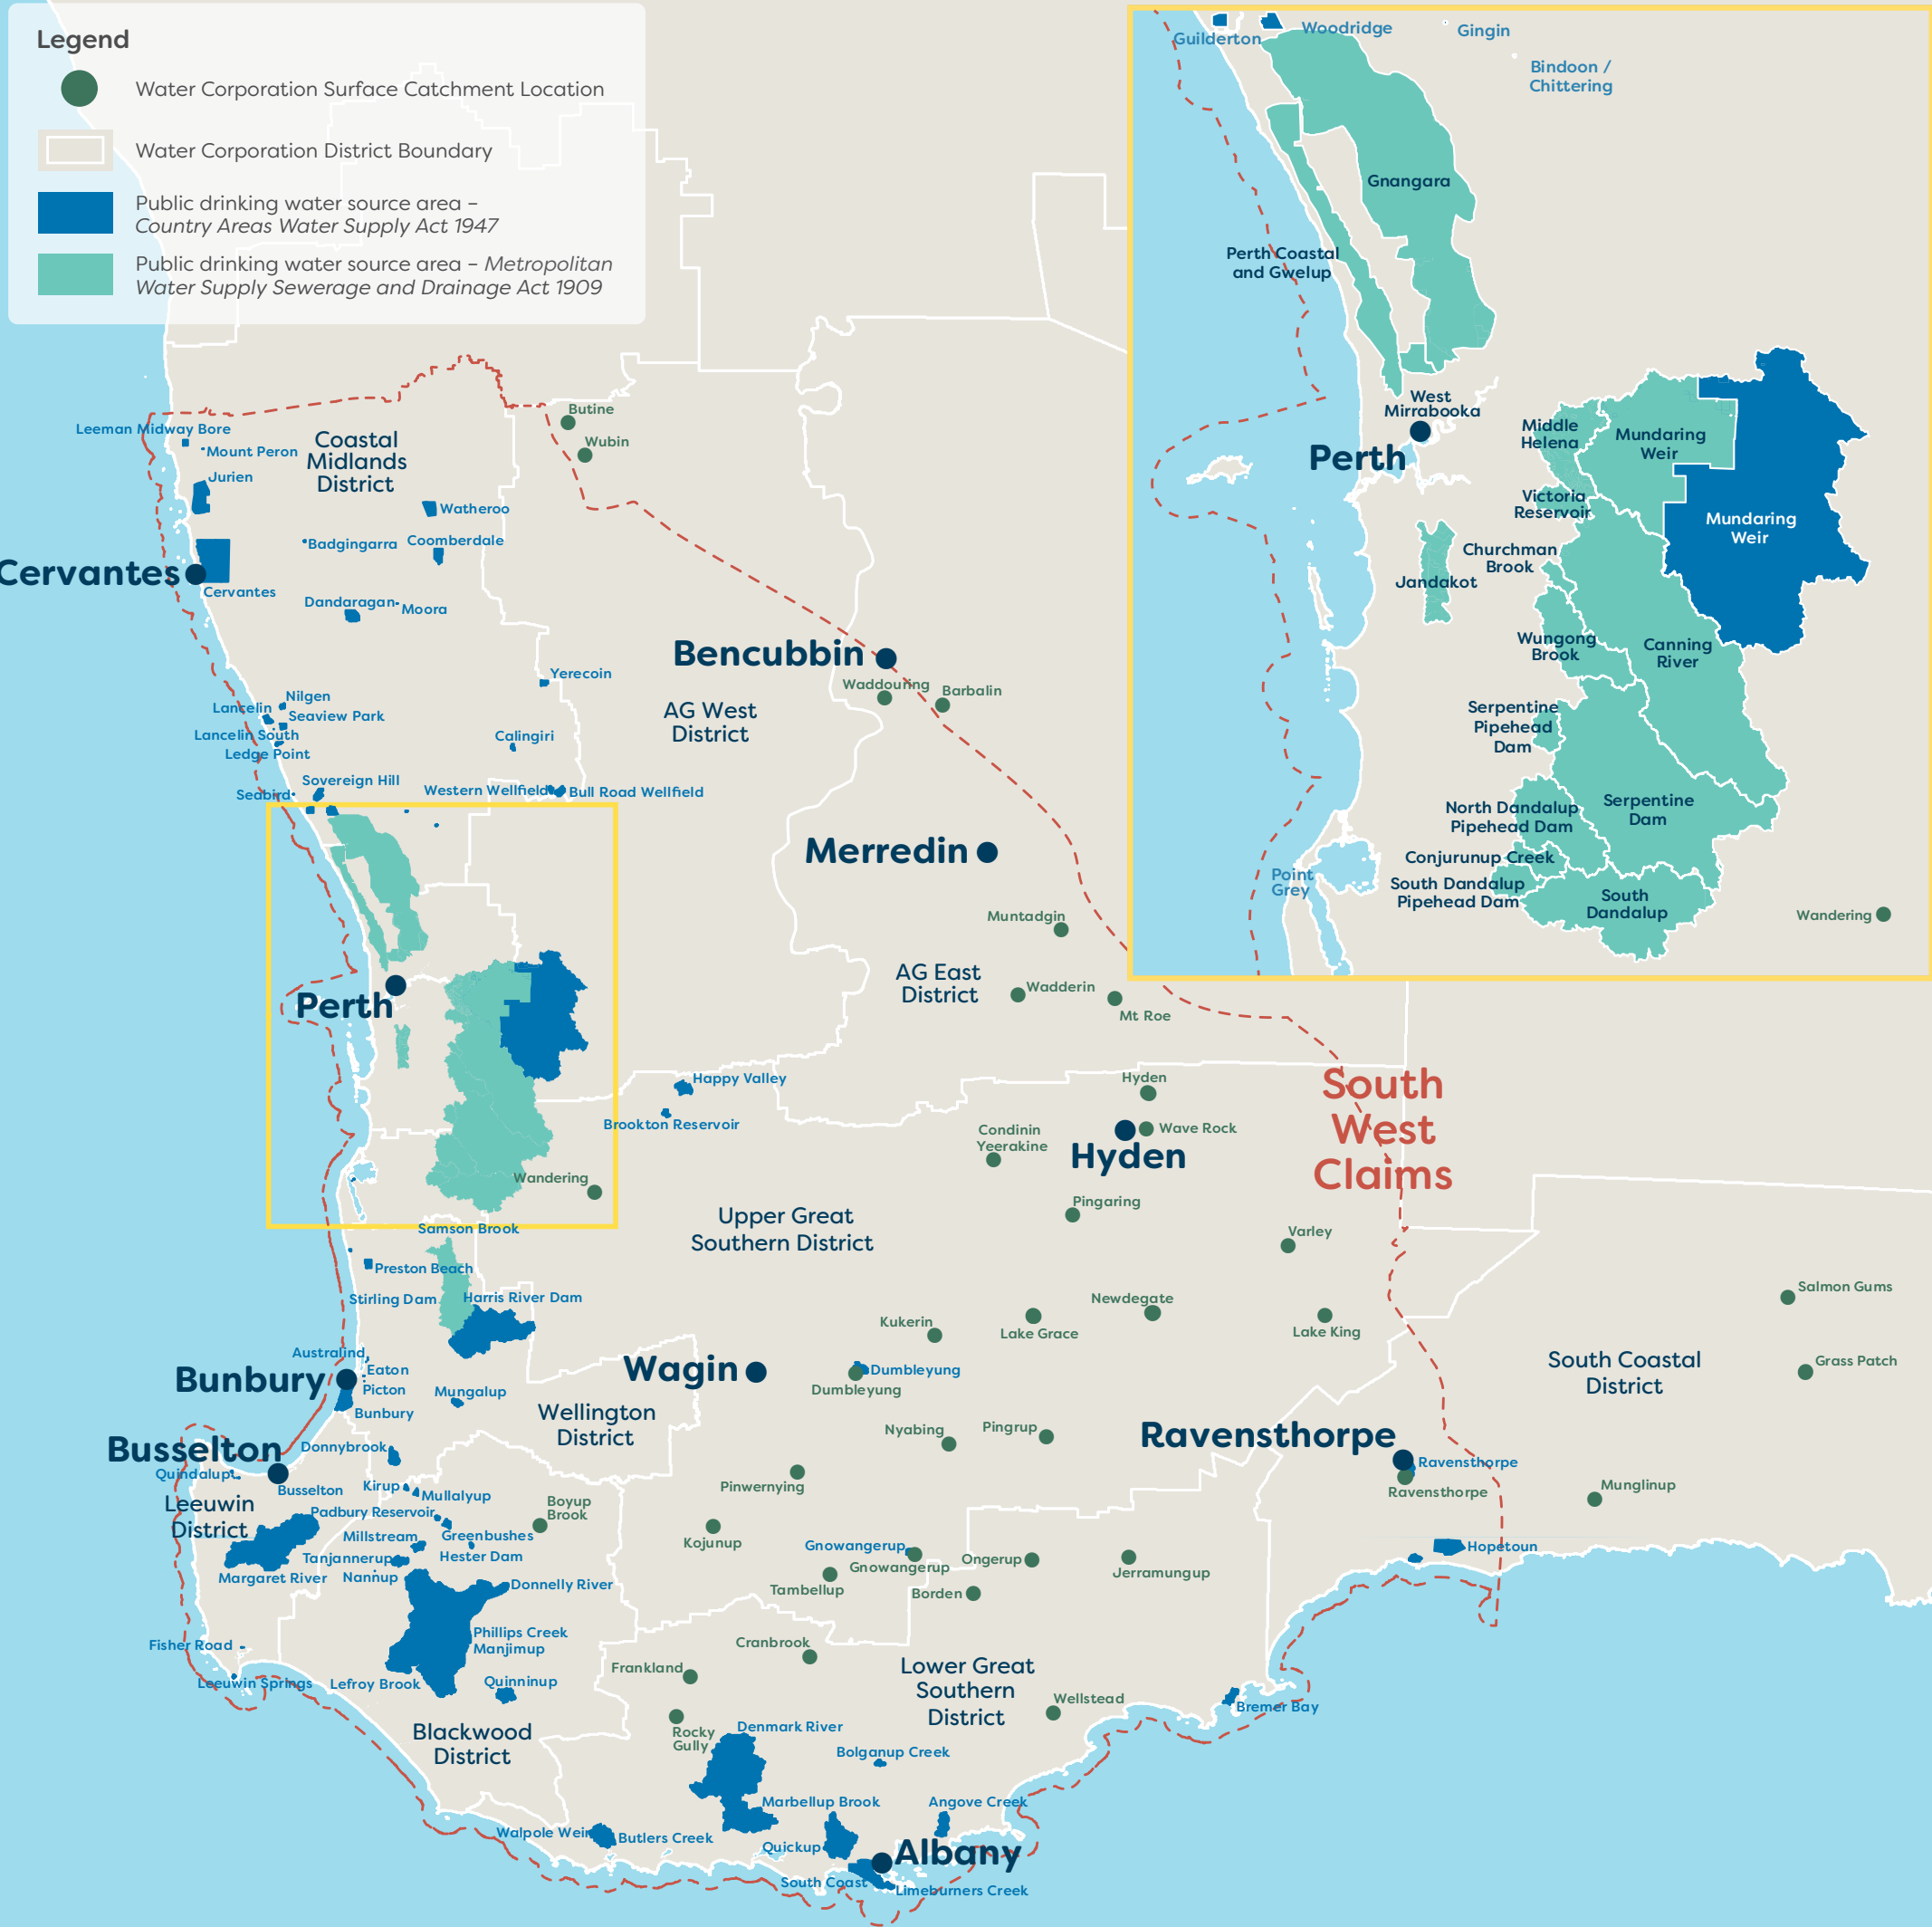 Legend
Water Corporation Surface Catchment Location
Water Corporation District Boundary
Public drinking water source area –
Country Areas Water Supply Act 1947
Public drinking water source area – Metropolitan
Water Supply Sewerage and Drainage Act 1909
Guilderton
Woodridge
Gingin
Bindoon /
Chittering
Gnangara
Perth Coastal
and Gwelup
West
Mirrabooka
Perth
Middle
Helena
Mundaring
Weir
Victoria
Reservoir
Mundaring
Weir
Churchman
Brook
Jandakot
Wungong
Brook
Canning
River
Serpentine
Pipehead
Dam
North Dandalup
Pipehead Dam
Serpentine
Dam
Conjurunup Creek
South Dandalup
Pipehead Dam
South
Dandalup
Point
Grey
Wandering
Butine
Wubin
Leeman Midway Bore
Mount Peron
Coastal
Midlands
District
Jurien
Watheroo
Badgingarra
Coomberdale
Cervantes
Cervantes
Dandaragan
Moora
Bencubbin
Waddouring
Barbalin
Yerecoin
AG West
District
Nilgen
Lancelin
Seaview Park
Lancelin South
Ledge Point
Calingiri
Sovereign Hill
Seabird
Western Wellfield
Bull Road Wellfield
Merredin
Muntadgin
AG East
District
Wadderin
Mt Roe
Perth
Happy Valley
Brookton Reservoir
Hyden
Wave Rock
Condinin
Yeerakine
Hyden
South
West
Claims
Wandering
Pingaring
Upper Great
Southern District
Varley
Samson Brook
Preston Beach
Stirling Dam
Harris River Dam
Newdegate
Kukerin
Lake Grace
Lake King
Salmon Gums
Grass Patch
South Coastal
District
Australind
Eaton
Picton
Bunbury
Bunbury
Mungalup
Wagin
Dumbleyung
Dumbleyung
Wellington
District
Nyabing
Pingrup
Ravensthorpe
Ravensthorpe
Ravensthorpe
Munglinup
Busselton
Donnybrook
Quindalup
Busselton
Kirup
Mullalyup
Leeuwin
District
Padbury Reservoir
Boyup
Brook
Pinwernying
Millstream
Greenbushes
Kojunup
Tanjannerup
Hester Dam
Margaret River
Nannup
Gnowangerup
Gnowangerup
Ongerup
Jerramungup
Hopetoun
Tambellup
Borden
Donnelly River
Phillips Creek
Manjimup
Fisher Road
Cranbrook
Frankland
Leeuwin Springs
Lefroy Brook
Quinninup
Lower Great
Southern
District
Wellstead
Bremer Bay
Blackwood
District
Rocky
Gully
Denmark River
Bolganup Creek
Marbellup Brook
Angove Creek
Walpole Weir
Butlers Creek
Quickup
Albany
South Coast
Limeburners Creek